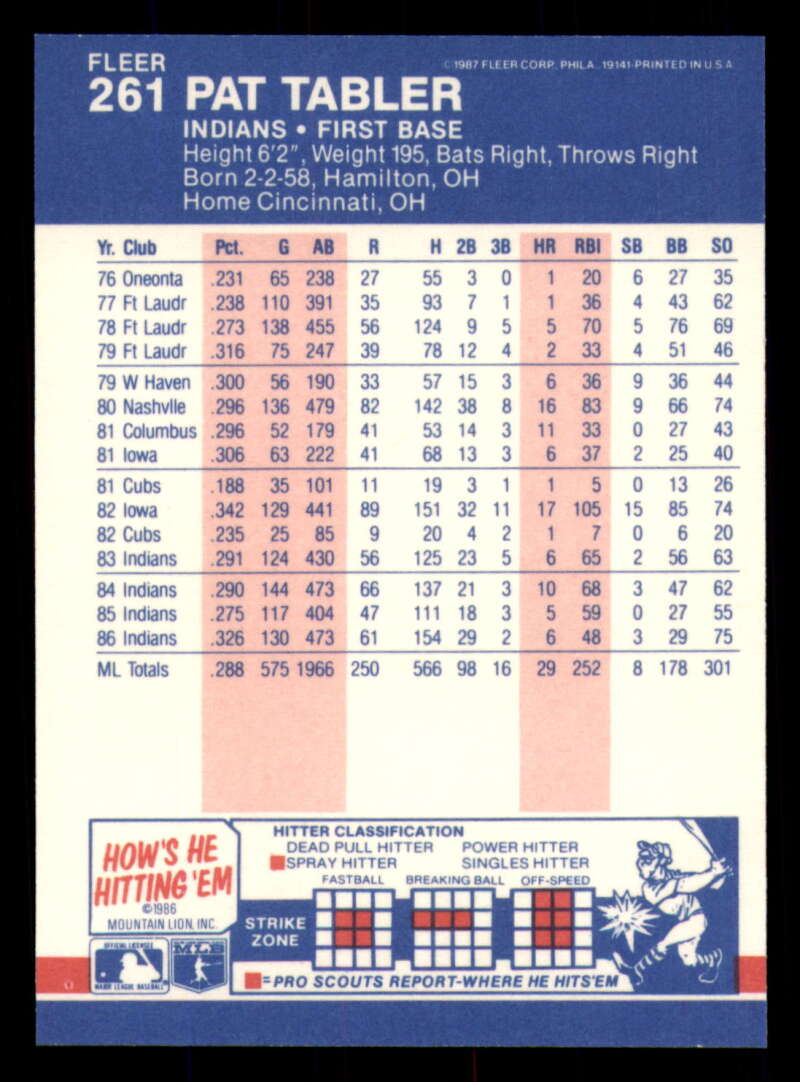 FLEER
©1987 FLEER CORP. PHILA. 19141-PRINTED IN U S A
261 PAT TABLER
INDIANS • FIRST BASE
Height 6'2", Weight 195, Bats Right, Throws Right
Born 2-2-58, Hamilton, OH
Home Cincinnati, OH
Yr. Club Pct. G AB R H 2B 3B HR RBI SB BB SO
76 Oneonta .231 65 238 27 55 3 0 1 20 6 27 35
77 Ft Laudr .238 110 391 35 93 7 1 1 36 4 43 62
78 Ft Laudr .273 138 455 56 124 9 5 5 70 5 76 69
79 Ft Laudr .316 75 247 39 78 12 4 2 33 4 51 46
79 W Haven .300 56 190 33 57 15 3 6 36 9 36 44
80 Nashvlle .296 136 479 82 142 38 8 16 83 9 66 74
81 Columbus .296 52 179 41 53 14 3 11 33 0 27 43
81 Iowa .306 63 222 41 68 13 3 6 37 2 25 40
81 Cubs .188 35 101 11 19 3 1 1 5 0 13 26
82 Iowa .342 129 441 89 151 32 11 17 105 15 85 74
82 Cubs .235 25 85 9 20 4 2 1 7 0 6 20
83 Indians .291 124 430 56 125 23 5 6 65 2 56 63
84 Indians .290 144 473 66 137 21 3 10 68 3 47 62
85 Indians .275 117 404 47 111 18 3 5 59 0 27 55
86 Indians .326 130 473 61 154 29 2 6 48 3 29 75
ML Totals .288 575 1966 250 566 98 16 29 252 8 178 301
HOW'S HE
HITTING 'EM
©1986
MOUNTAIN LION, INC.
HITTER CLASSIFICATION
DEAD PULL HITTER POWER HITTER
SPRAY HITTER SINGLES HITTER
FASTBALL BREAKING BALL OFF-SPEED
STRIKE
ZONE
=PRO SCOUTS REPORT-WHERE HE HITS'EM
OFFICIAL LICENSEE
MAJOR LEAGUE BASEBALL